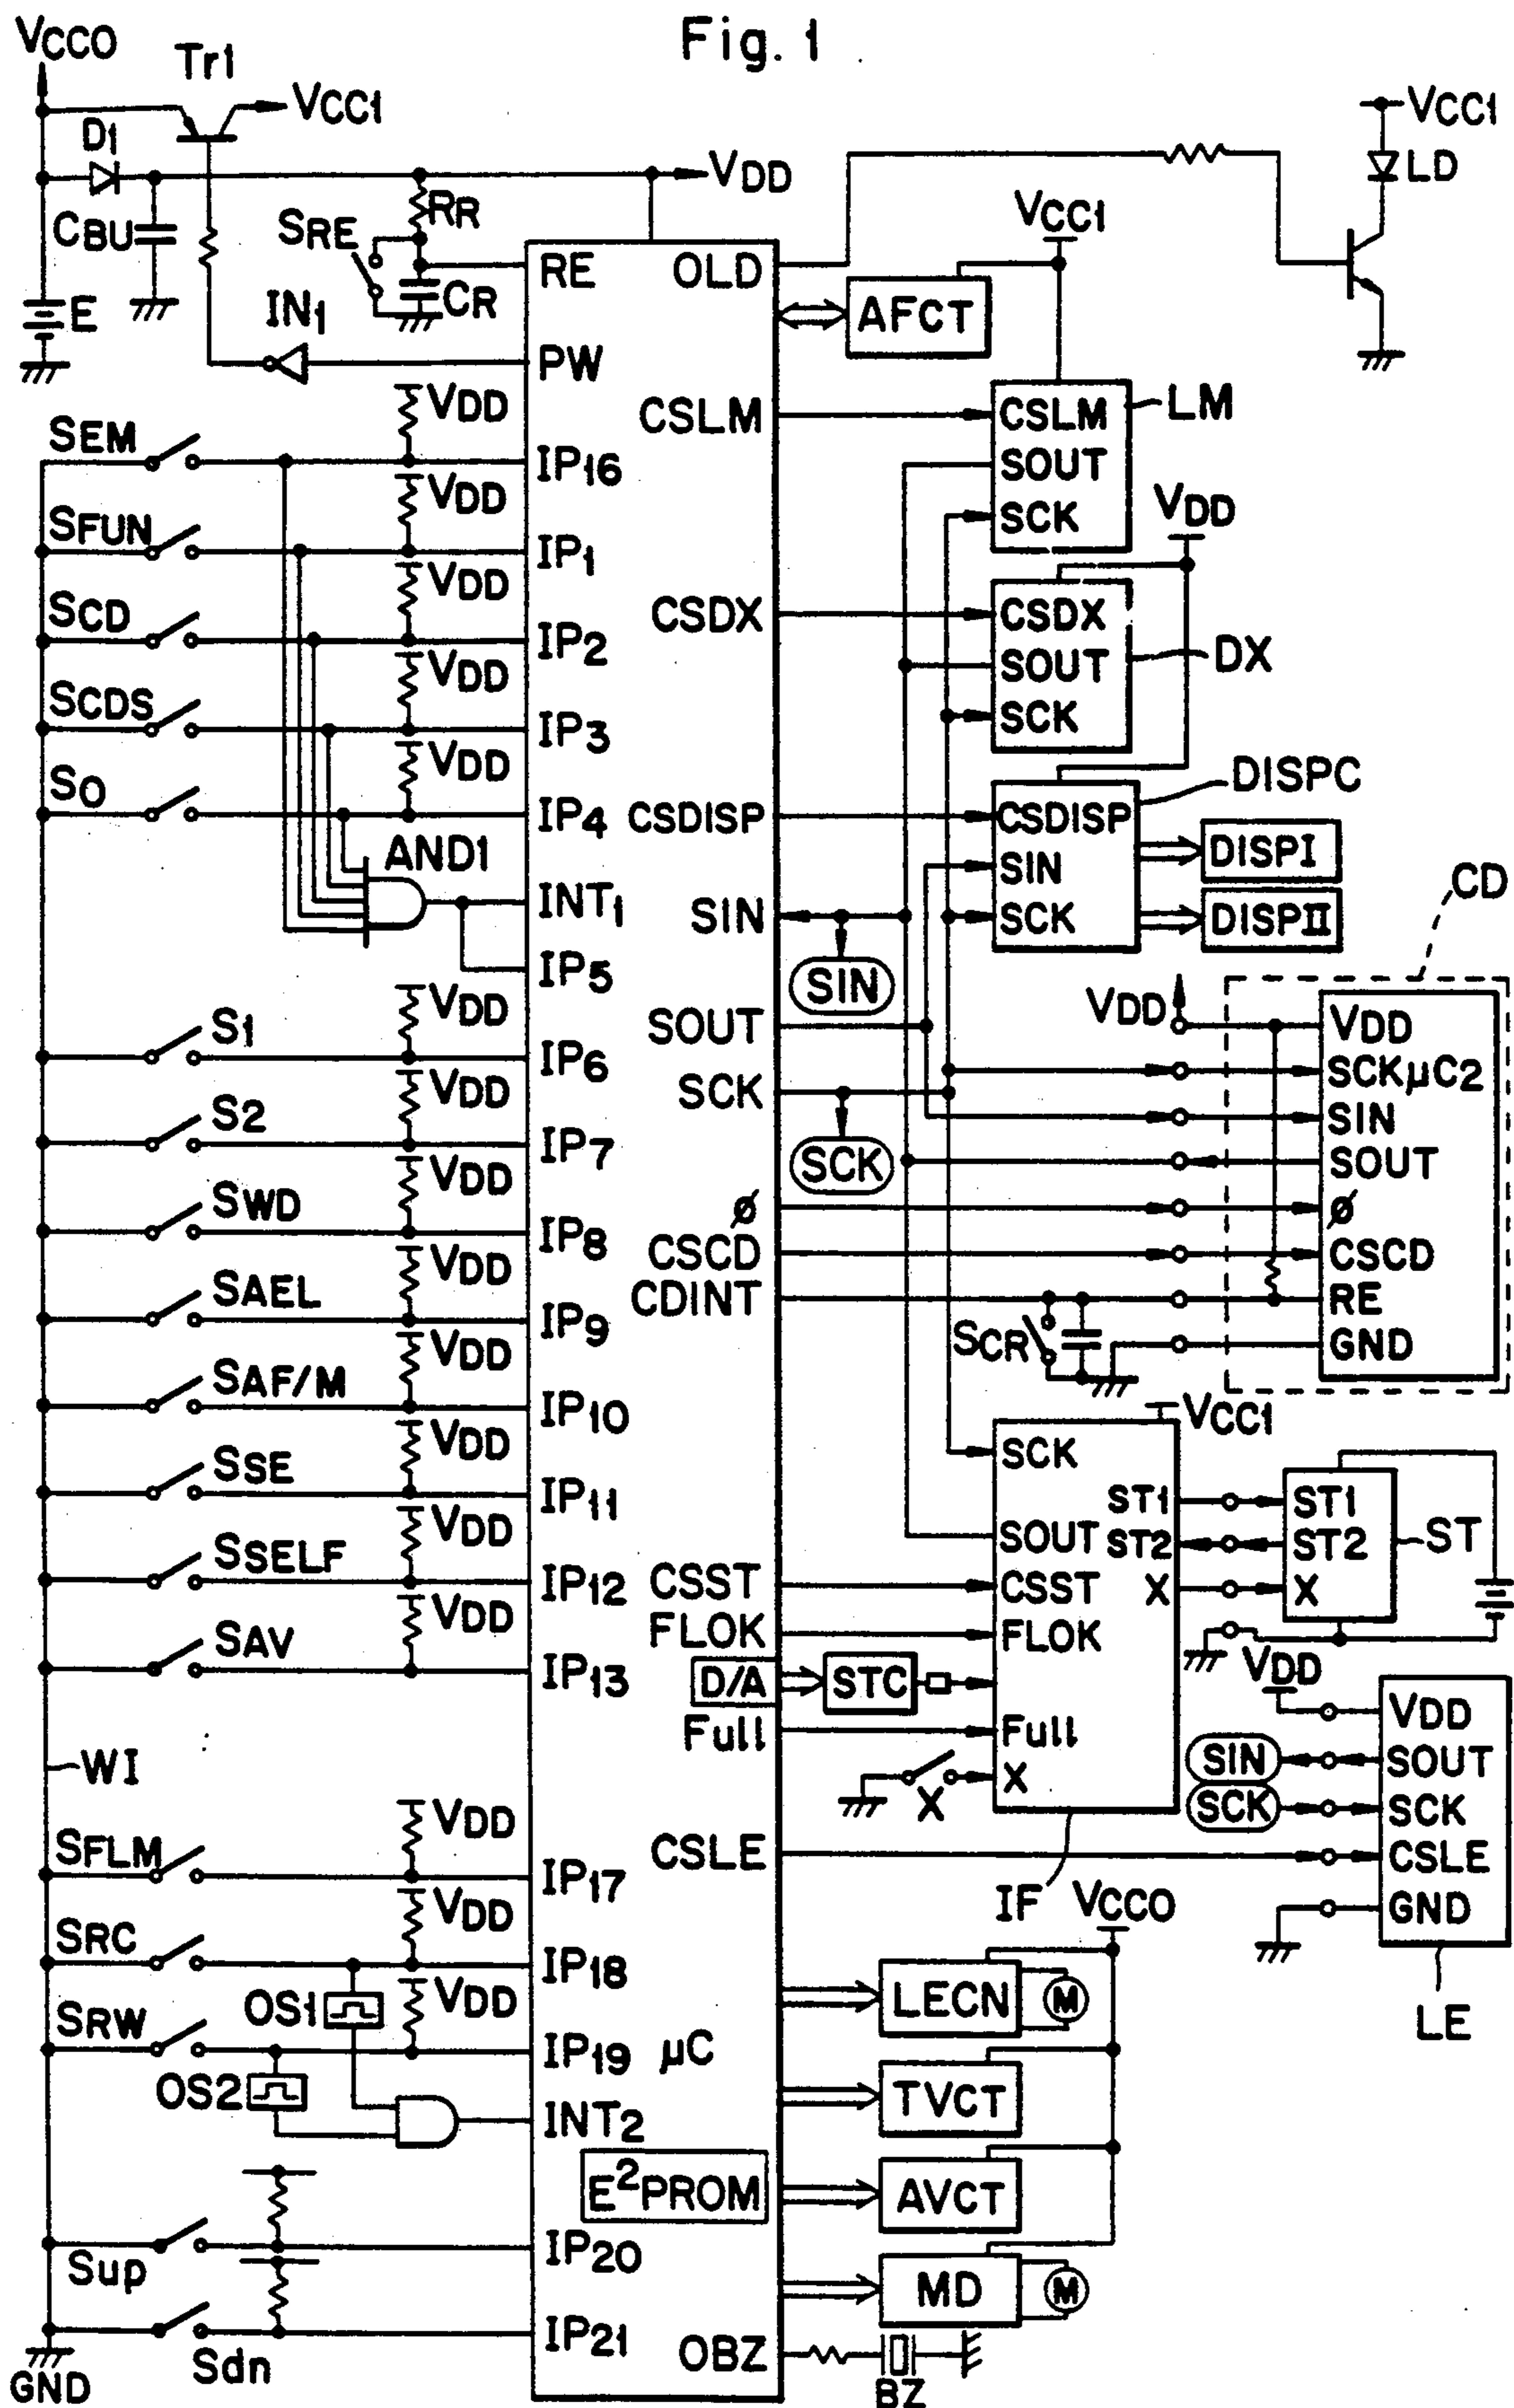 Fig. 1
VCCO
Tr1
VCC1
D1
CBU
E
SRE
RR
CR
IN1
VDD
VCC1
LD
VCC1
RE
PW
OLD
AFCT
SEM
VDD
IP16
SFUN
VDD
IP1
SCD
VDD
IP2
SCDS
VDD
IP3
SO
VDD
IP4
AND1
INT1
IP5
S1
VDD
IP6
S2
VDD
IP7
SWD
VDD
IP8
SAEL
VDD
IP9
SAF/M
VDD
IP10
SSE
VDD
IP11
SSELF
VDD
IP12
SAV
VDD
IP13
WI
SFLM
VDD
IP17
SRC
VDD
IP18
OS1
SRW
VDD
IP19
OS2
INT2
Sup
IP20
Sdn
IP21
GND
μC
E2PROM
CSLM
CSDX
CSDISP
SIN
SIN
SOUT
SCK
SCK
Ø
CSCD
CDINT
SCR
CSST
FLOK
D/A
STC
Full
X
CSLE
OBZ
BZ
CSLM
SOUT
SCK
LM
VDD
CSDX
SOUT
SCK
DX
DISPC
CSDISP
SIN
SCK
DISPI
DISPII
CD
VDD
VDD
SCKμC2
SIN
SOUT
Ø
CSCD
RE
GND
VCC1
SCK
SOUT
CSST
FLOK
Full
X
ST1
ST2
X
IF
ST1
ST2
X
ST
VDD
VDD
SIN
SOUT
SCK
SCK
CSLE
GND
LE
VCCO
LECN
M
TVCT
AVCT
MD
M